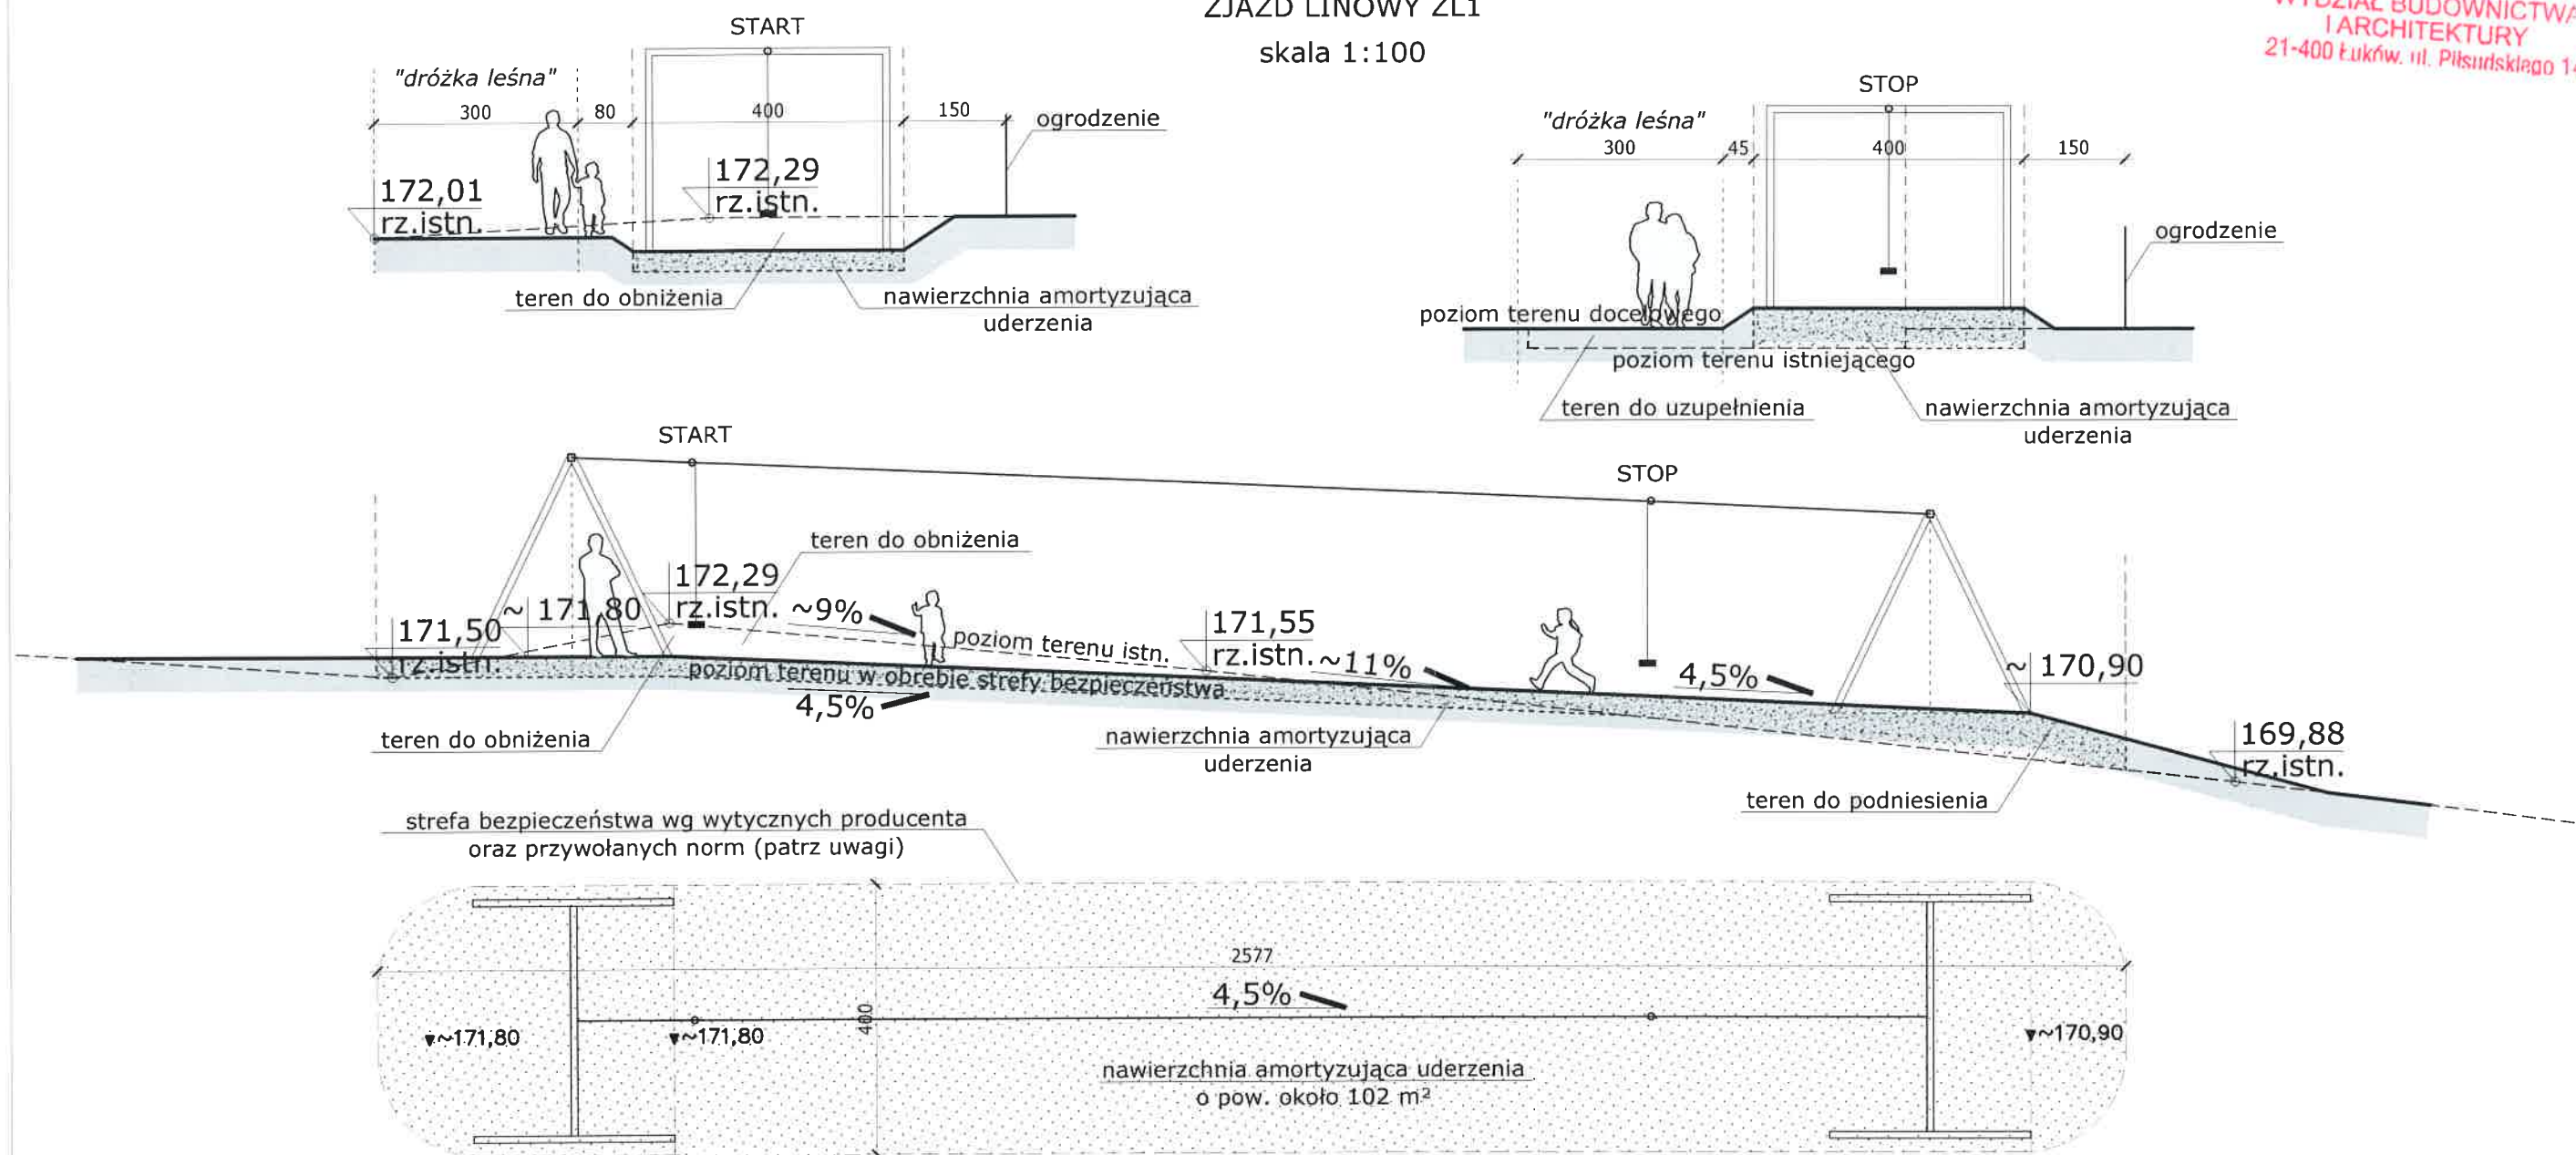 ZJAZD LINOWY ZL1
skala 1:100
WYDZIAŁ BUDOWNICTWA
I ARCHITEKTURY
21-400 Łuków, ul. Piłsudskiego 14
START
"dróżka leśna"
300
80
400
150
ogrodzenie
172,01
rz.istn.
172,29
rz.istn.
teren do obniżenia
nawierzchnia amortyzująca
uderzenia
STOP
"dróżka leśna"
300
45
400
150
ogrodzenie
poziom terenu docelowego
poziom terenu istniejącego
teren do uzupełnienia
nawierzchnia amortyzująca
uderzenia
START
STOP
teren do obniżenia
171,50
rz.istn.
~ 171,80
172,29
rz.istn.
~9%
poziom terenu istn.
171,55
rz.istn.
~11%
4,5%
~ 170,90
poziom terenu w obrębie strefy bezpieczeństwa
4,5%
teren do obniżenia
nawierzchnia amortyzująca
uderzenia
169,88
rz.istn.
teren do podniesienia
strefa bezpieczeństwa wg wytycznych producenta
oraz przywołanych norm (patrz uwagi)
2577
4,5%
400
~171,80
~171,80
~170,90
nawierzchnia amortyzująca uderzenia
o pow. około 102 m²